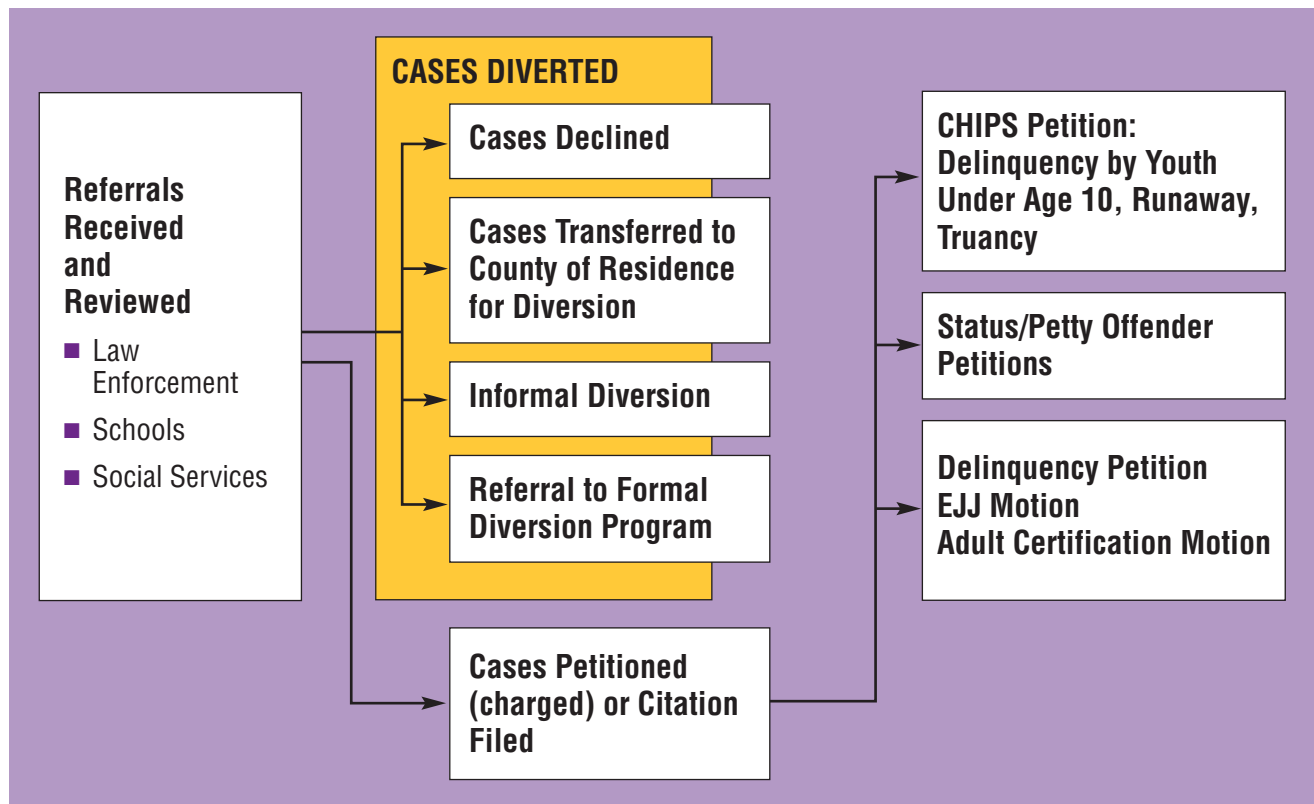 Referrals
Received
and
Reviewed
■ Law
Enforcement
■ Schools
■ Social Services
CASES DIVERTED
Cases Declined
Cases Transferred to
County of Residence
for Diversion
Informal Diversion
Referral to Formal
Diversion Program
Cases Petitioned
(charged) or Citation
Filed
CHIPS Petition:
Delinquency by Youth
Under Age 10, Runaway,
Truancy
Status/Petty Offender
Petitions
Delinquency Petition
EJJ Motion
Adult Certification Motion